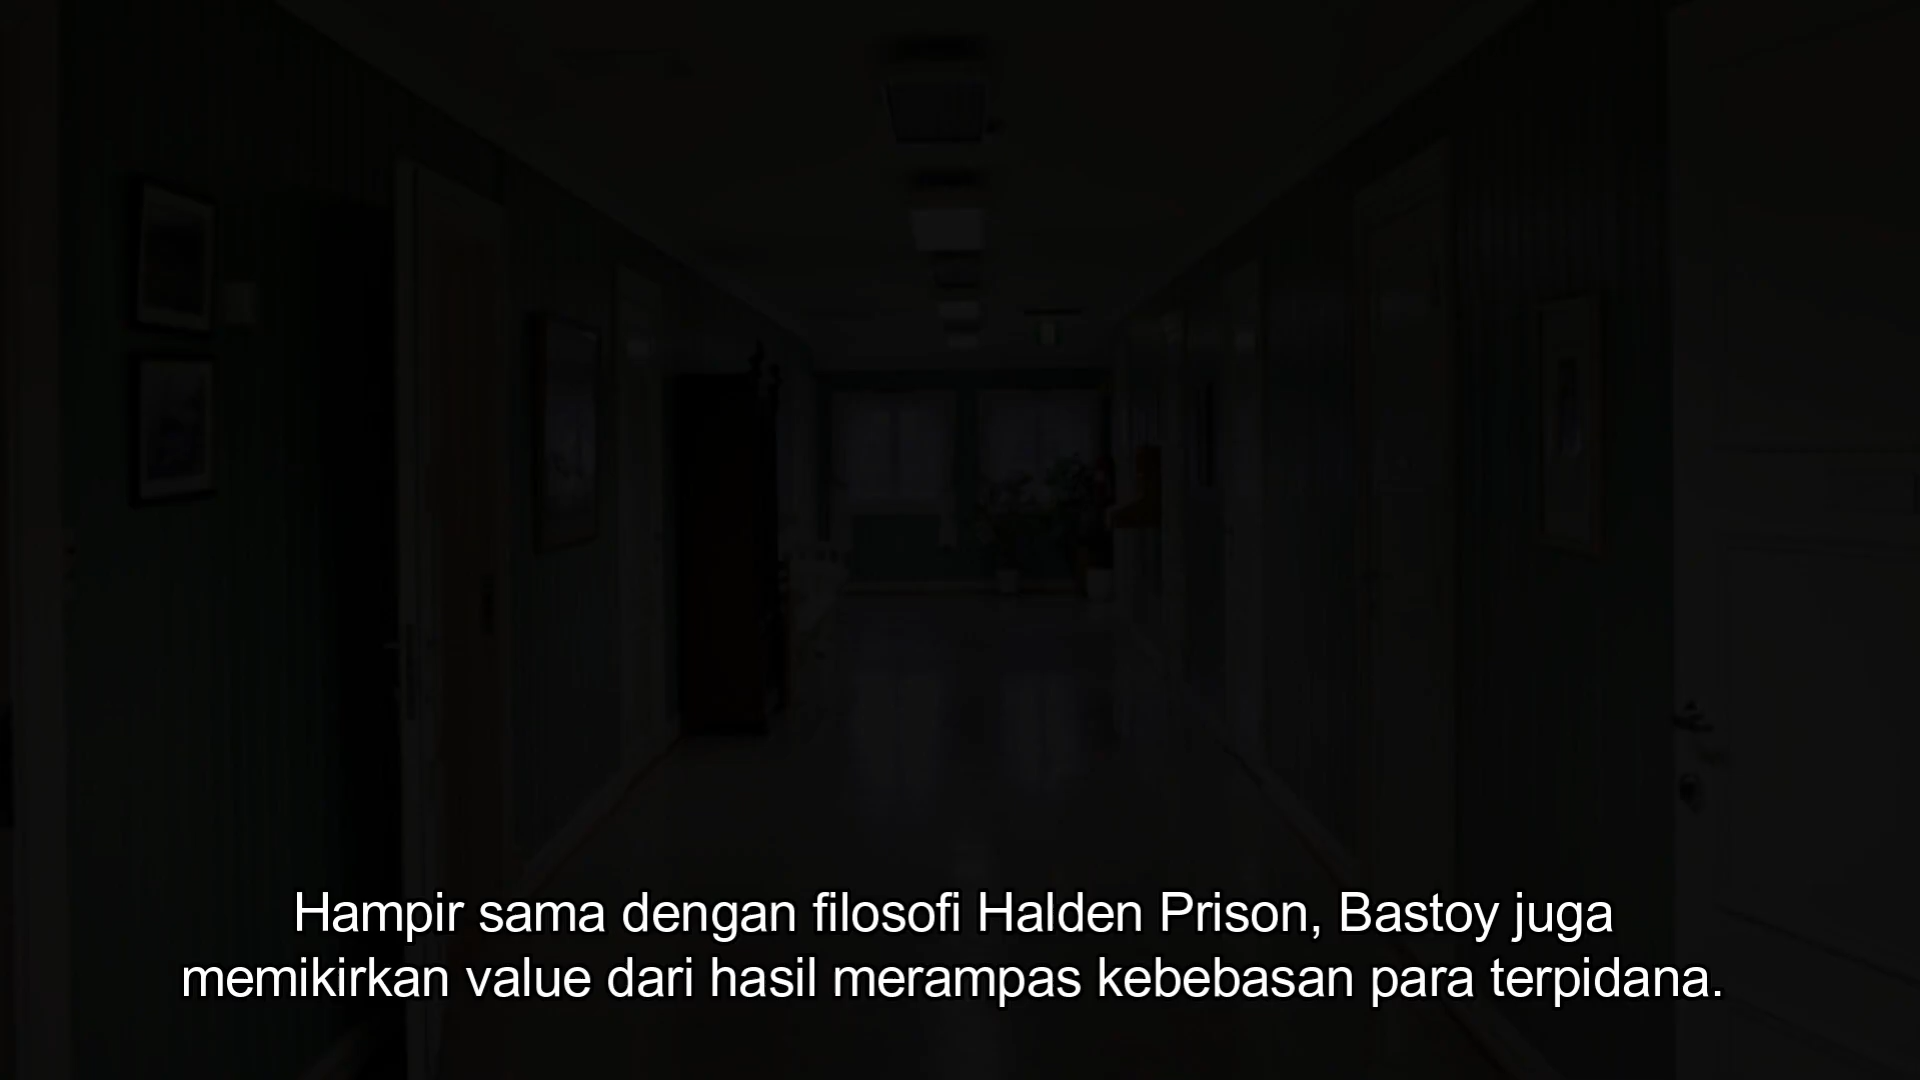 Hampir sama dengan filosofi Halden Prison, Bastoy juga
memikirkan value dari hasil merampas kebebasan para terpidana.